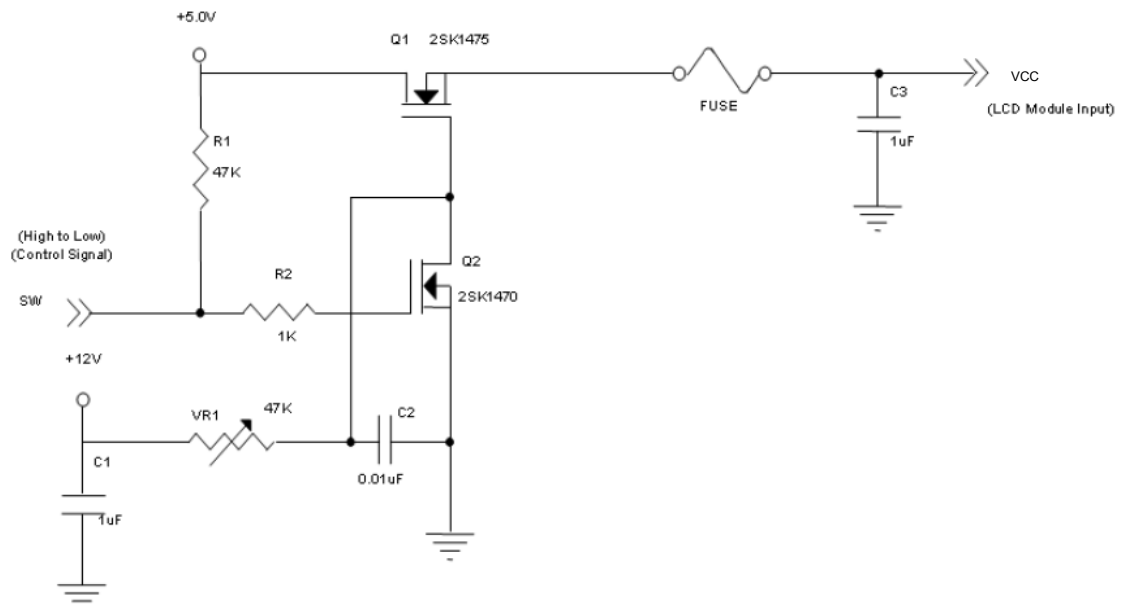 +5.0V
Q1 2SK1475
VCC
C3
FUSE
(LCD Module Input)
R1
1uF
47K
(High to Low)
(Control Signal)
Q2
R2
SW
2SK1470
1K
+12V
VR1
47K
C2
C1
0.01uF
1uF